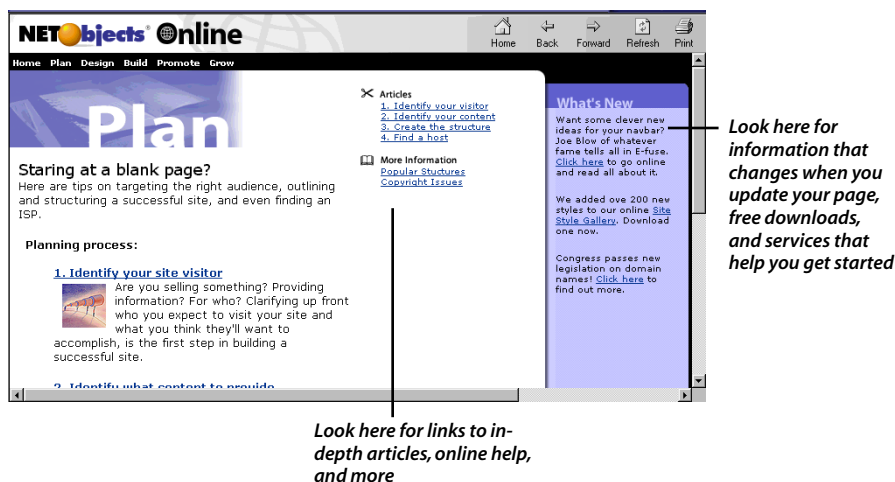 NETObjects Online
Home Back Forward Refresh Print
Home Plan Design Build Promote Grow
Plan
Staring at a blank page?
Here are tips on targeting the right audience, outlining
and structuring a successful site, and even finding an
ISP.
Planning process:
1. Identify your site visitor
Are you selling something? Providing
information? For who? Clarifying up front
who you expect to visit your site and
what you think they'll want to
accomplish, is the first step in building a
successful site.
2. Identify what content to provide
Articles
1. Identify your visitor
2. Identify your content
3. Create the structure
4. Find a host
More Information
Popular Stuctures
Copyright Issues
What's New
Want some clever new
ideas for your navbar?
Joe Blow of whatever
fame tells all in E-fuse.
Click here to go online
and read all about it.
We added ove 200 new
styles to our online Site
Style Gallery. Download
one now.
Congress passes new
legislation on domain
names! Click here to
find out more.
Look here for
information that
changes when you
update your page,
free downloads,
and services that
help you get started
Look here for links to in-
depth articles, online help,
and more